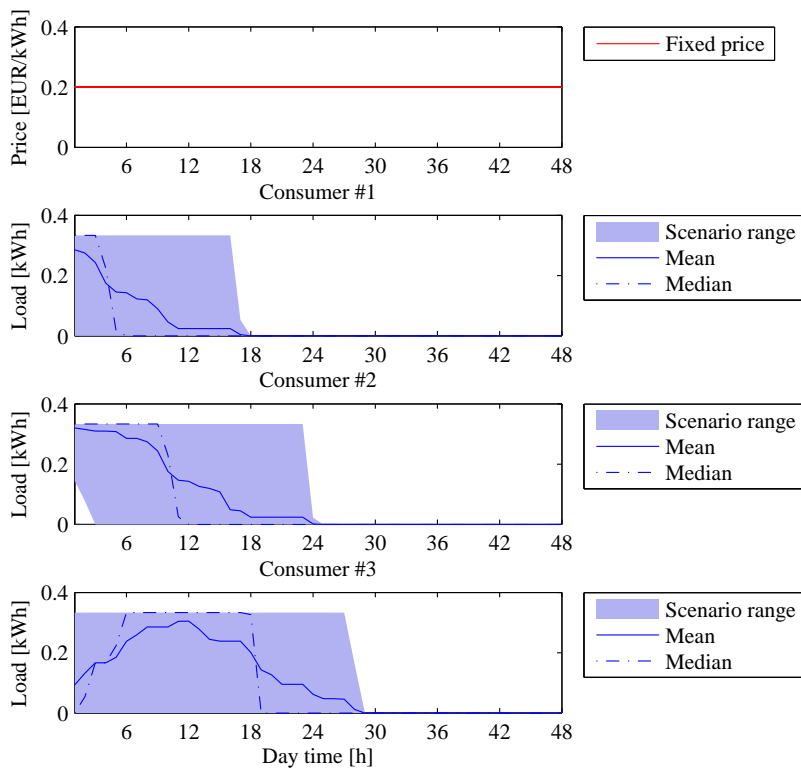 Price [EUR/kWh]
0.4
0.2
0
6 12 18 24 30 36 42 48
Fixed price
Consumer #1
Load [kWh]
0.4
0.2
0
6 12 18 24 30 36 42 48
Scenario range
Mean
Median
Consumer #2
Load [kWh]
0.4
0.2
0
6 12 18 24 30 36 42 48
Scenario range
Mean
Median
Consumer #3
Load [kWh]
0.4
0.2
0
6 12 18 24 30 36 42 48
Day time [h]
Scenario range
Mean
Median